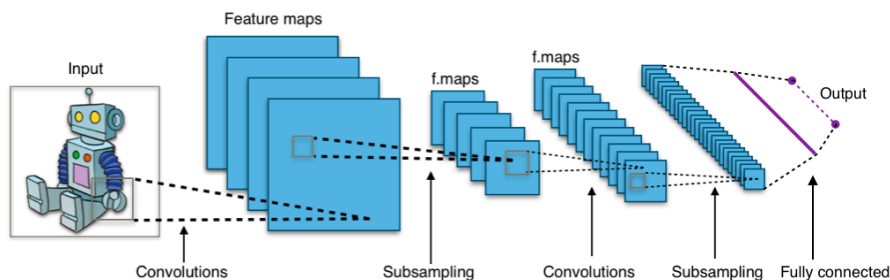 Feature maps
Input
f.maps
f.maps
Output
Convolutions
Subsampling
Convolutions
Subsampling
Fully connected